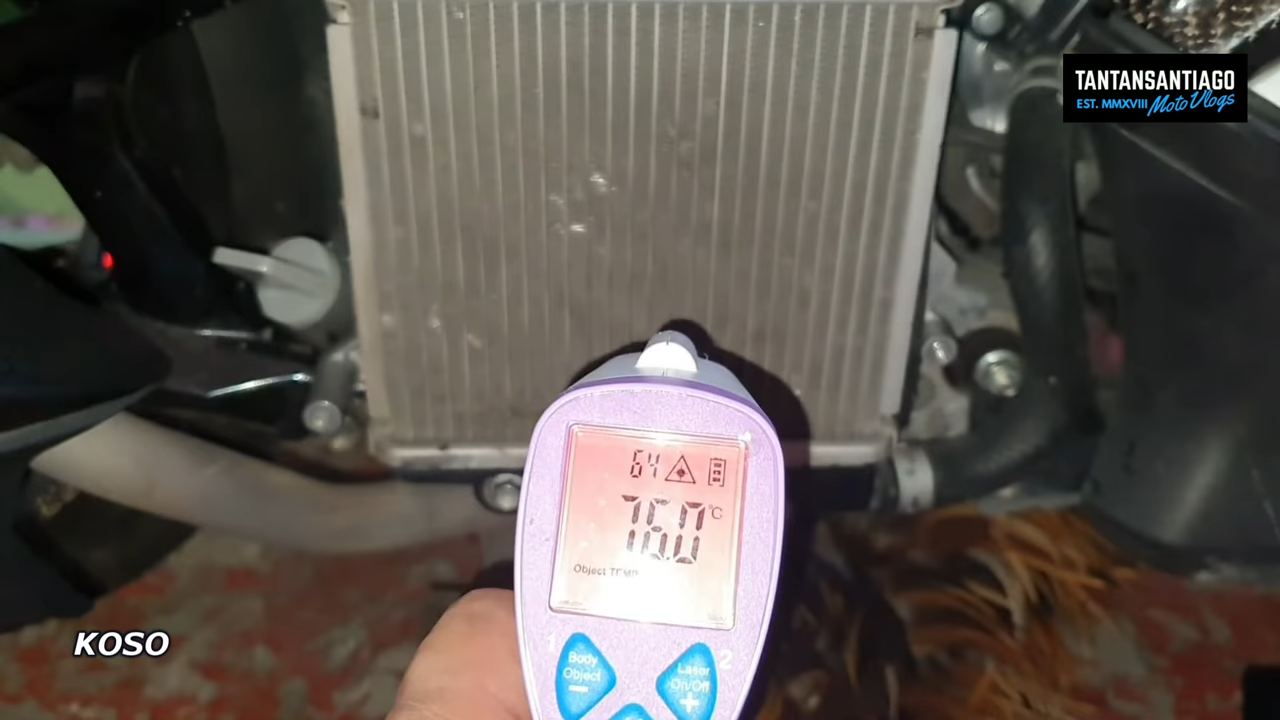 TANTANSANTIAGO
EST. MMXVIII Moto Vlogs
64
76.0 °C
Object TEMP
1
2
Body
Object
Laser
On/Off
+
KOSO